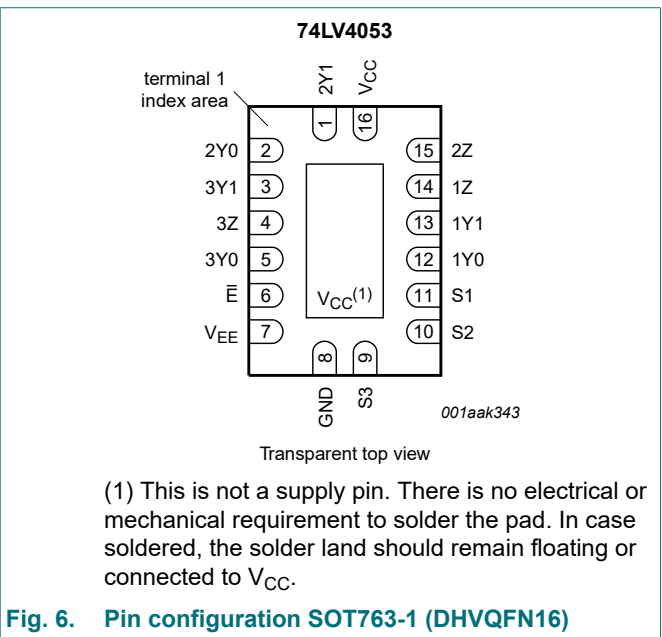 74LV4053
terminal 1
index area
2Y1
VCC
1
16
2Y0 2
15 2Z
3Y1 3
14 1Z
3Z 4
13 1Y1
3Y0 5
12 1Y0
E̅ 6
VCC(1)
11 S1
VEE 7
10 S2
8
9
GND
S3
001aak343
Transparent top view
(1) This is not a supply pin. There is no electrical or
mechanical requirement to solder the pad. In case
soldered, the solder land should remain floating or
connected to VCC.
Fig. 6. Pin configuration SOT763-1 (DHVQFN16)